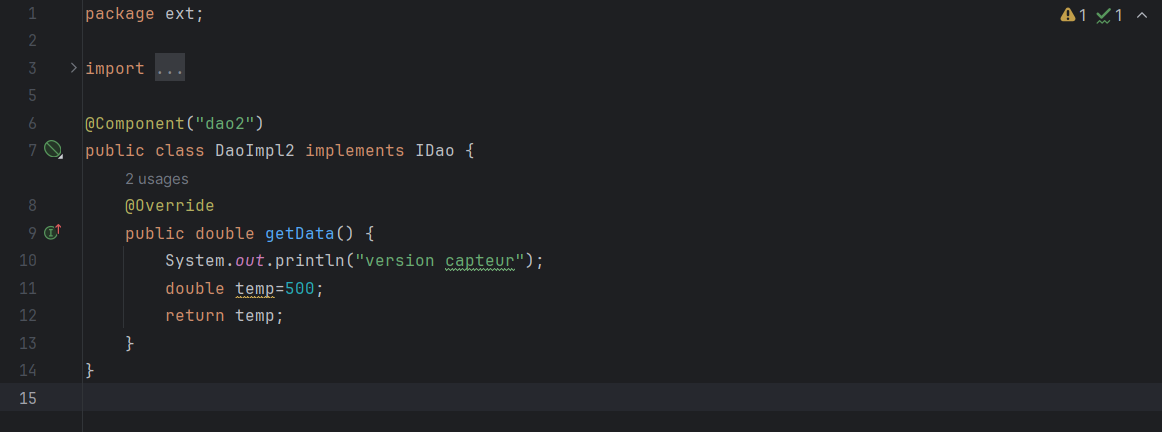 1 package ext; 1 1
2
3 import ...
5
6 @Component("dao2")
7 public class DaoImpl2 implements IDao {
2 usages
8 @Override
9 public double getData() {
10 System.out.println("version capteur");
11 double temp=500;
12 return temp;
13 }
14 }
15